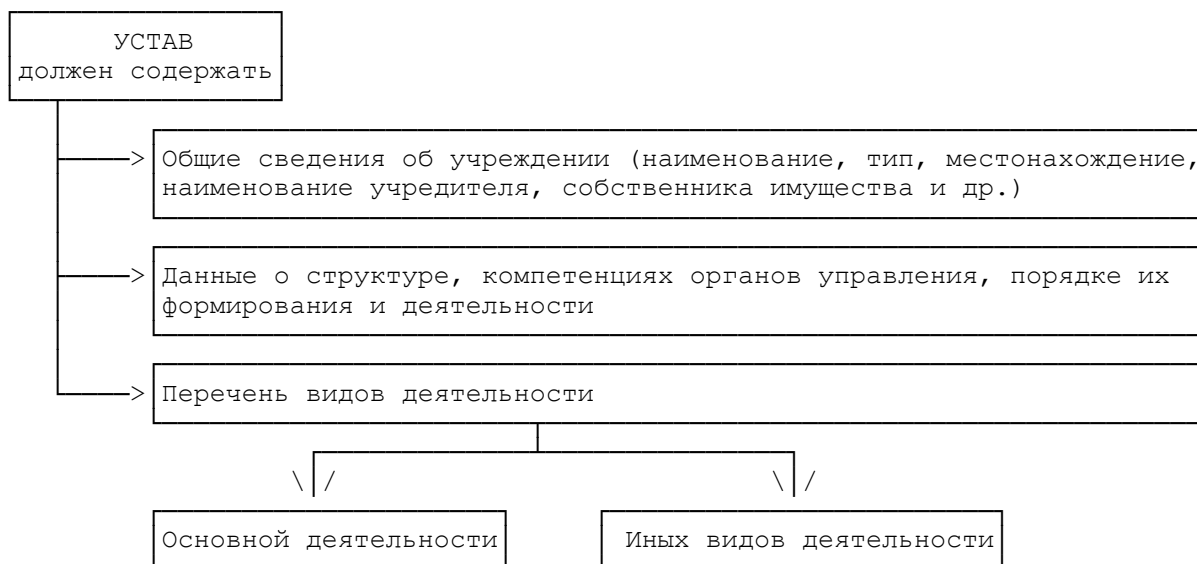 УСТАВ
должен содержать
Общие сведения об учреждении (наименование, тип, местонахождение,
наименование учредителя, собственника имущества и др.)
Данные о структуре, компетенциях органов управления, порядке их
формирования и деятельности
Перечень видов деятельности
Основной деятельности
Иных видов деятельности